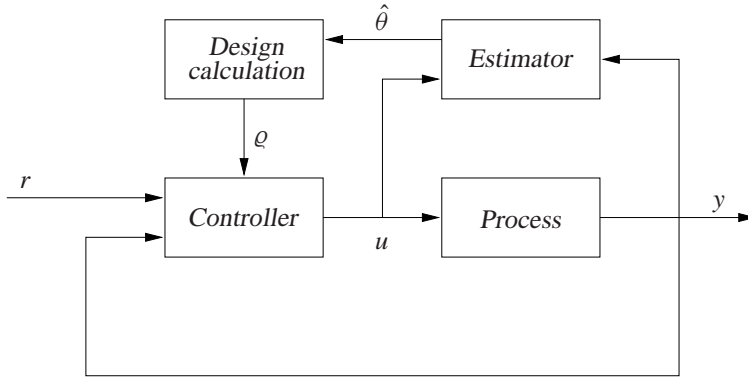 Design
calculation
θ̂
Estimator
ϱ
r
Controller
u
Process
y